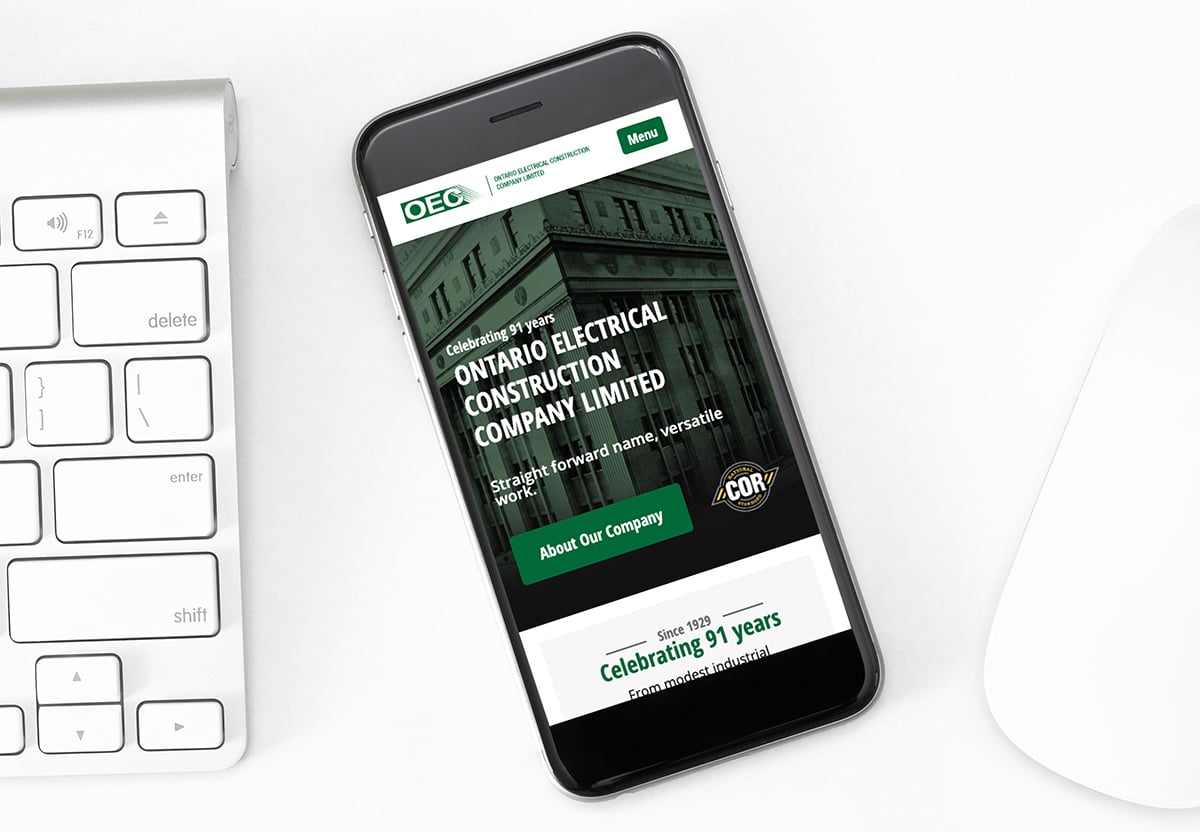 F12
delete
}
]
|
\
enter
shift
OEC
ONTARIO ELECTRICAL CONSTRUCTION
COMPANY LIMITED
Menu
Celebrating 91 years
ONTARIO ELECTRICAL
CONSTRUCTION
COMPANY LIMITED
Straight forward name, versatile
work.
NATIONAL
COR
STANDARD
About Our Company
Since 1929
Celebrating 91 years
From modest industrial